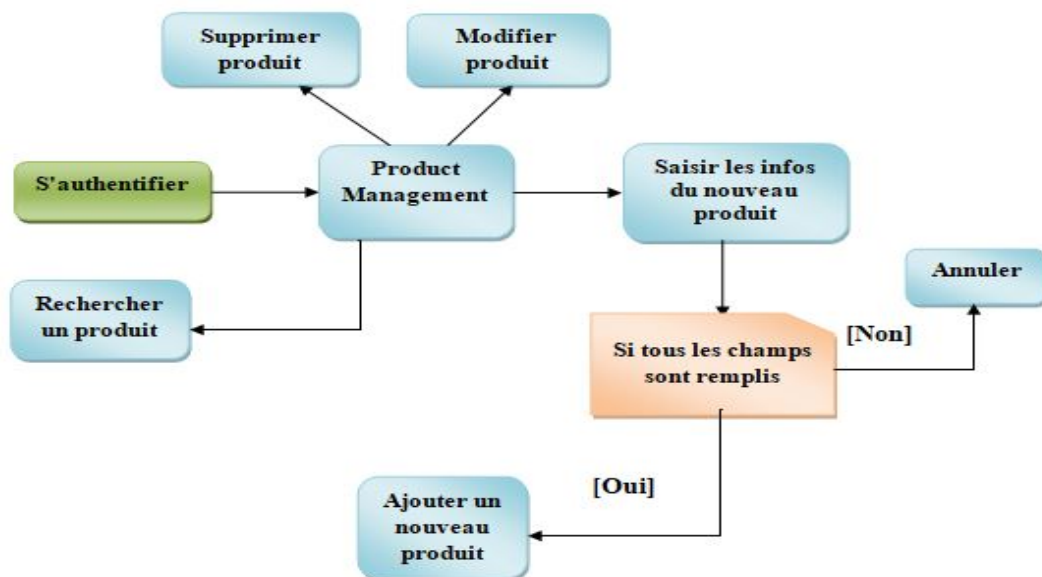 Supprimer
produit
Modifier
produit
S'authentifier
Product
Management
Saisir les infos
du nouveau
produit
Rechercher
un produit
Annuler
Si tous les champs
sont remplis
[Non]
[Oui]
Ajouter un
nouveau
produit